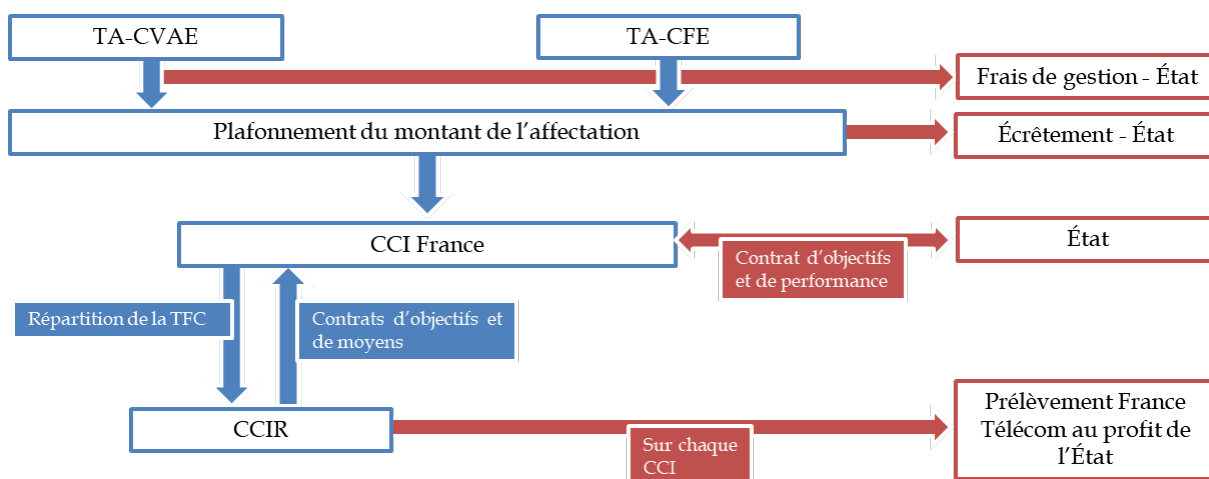 TA-CVAE
TA-CFE
Frais de gestion - État
Plafonnement du montant de l’affectation
Écrêtement - État
CCI France
Contrat d’objectifs
et de performance
État
Répartition de la TFC
Contrats d’objectifs et
de moyens
CCIR
Sur chaque
CCI
Prélèvement France
Télécom au profit de
l’État